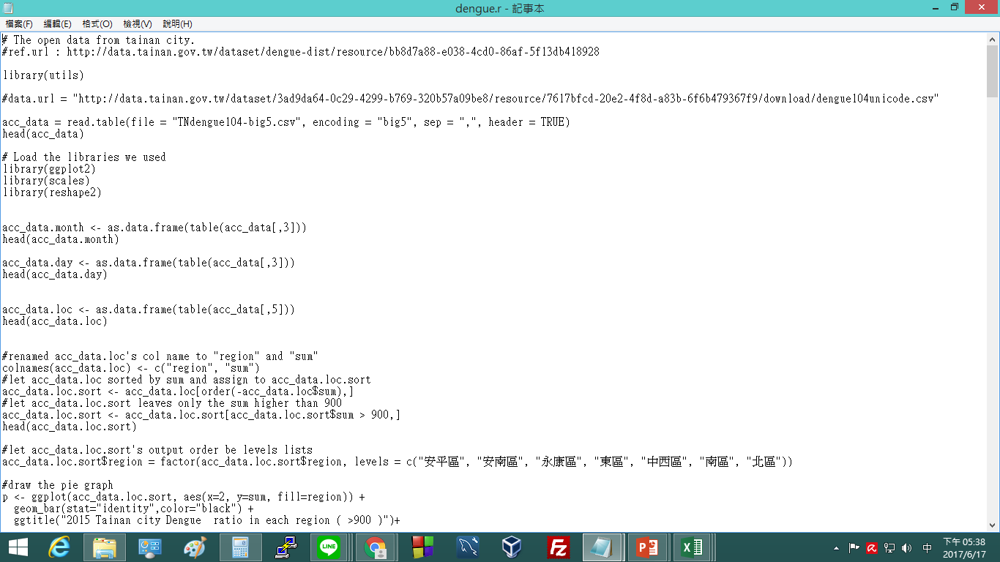 dengue.r - 記事本
檔案(F) 編輯(E) 格式(O) 檢視(V) 說明(H)
# The open data from tainan city.
#ref.url : http://data.tainan.gov.tw/dataset/dengue-dist/resource/bb8d7a88-e038-4cd0-86af-5f13db418928
library(utils)
#data.url = "http://data.tainan.gov.tw/dataset/3ad9da64-0c29-4299-b769-320b57a09be8/resource/7617bfcd-20e2-4f8d-a83b-6f6b479367f9/download/dengue104unicode.csv"
acc_data = read.table(file = "TNdengue104-big5.csv", encoding = "big5", sep = ",", header = TRUE)
head(acc_data)
# Load the libraries we used
library(ggplot2)
library(scales)
library(reshape2)
acc_data.month <- as.data.frame(table(acc_data[,3]))
head(acc_data.month)
acc_data.day <- as.data.frame(table(acc_data[,3]))
head(acc_data.day)
acc_data.loc <- as.data.frame(table(acc_data[,5]))
head(acc_data.loc)
#renamed acc_data.loc's col name to "region" and "sum"
colnames(acc_data.loc) <- c("region", "sum")
#let acc_data.loc sorted by sum and assign to acc_data.loc.sort
acc_data.loc.sort <- acc_data.loc[order(-acc_data.loc$sum),]
#let acc_data.loc.sort leaves only the sum higher than 900
acc_data.loc.sort <- acc_data.loc.sort[acc_data.loc.sort$sum > 900,]
head(acc_data.loc.sort)
#let acc_data.loc.sort's output order be levels lists
acc_data.loc.sort$region = factor(acc_data.loc.sort$region, levels = c("安平區", "安南區", "永康區", "東區", "中西區", "南區", "北區"))
#draw the pie graph
p <- ggplot(acc_data.loc.sort, aes(x=2, y=sum, fill=region)) +
  geom_bar(stat="identity",color="black") +
  ggtitle("2015 Tainan city Dengue  ratio in each region ( >900 )")+
LINE
中
下午 05:38
2017/6/17